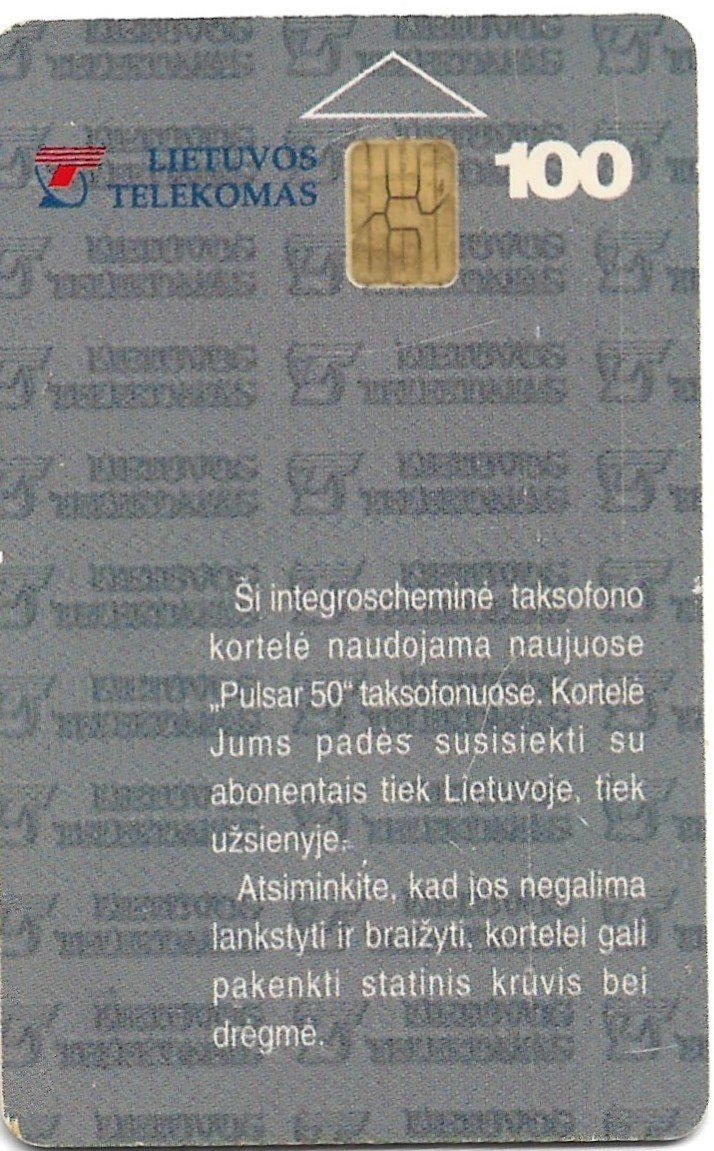 LIETUVOS
TELEKOMAS
100
Ši integroscheminė taksofono
kortelė naudojama naujuose
„Pulsar 50“ taksofonuose. Kortelė
Jums padės susisiekti su
abonentais tiek Lietuvoje, tiek
užsienyje.
Atsiminkite, kad jos negalima
lankstyti ir braižyti, kortelei gali
pakenkti statinis krūvis bei
drėgmė.